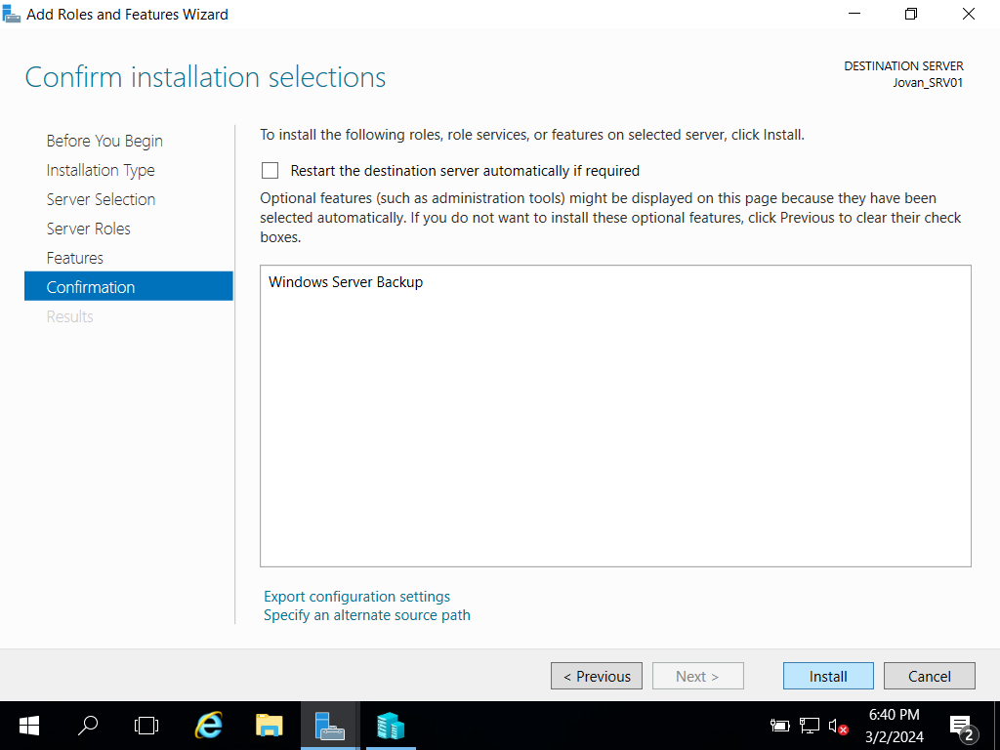 Add Roles and Features Wizard
Confirm installation selections
DESTINATION SERVER
Jovan_SRV01
Before You Begin
Installation Type
Server Selection
Server Roles
Features
Confirmation
Results
To install the following roles, role services, or features on selected server, click Install.
Restart the destination server automatically if required
Optional features (such as administration tools) might be displayed on this page because they have been
selected automatically. If you do not want to install these optional features, click Previous to clear their check
boxes.
Windows Server Backup
Export configuration settings
Specify an alternate source path
< Previous
Next >
Install
Cancel
6:40 PM
3/2/2024
2